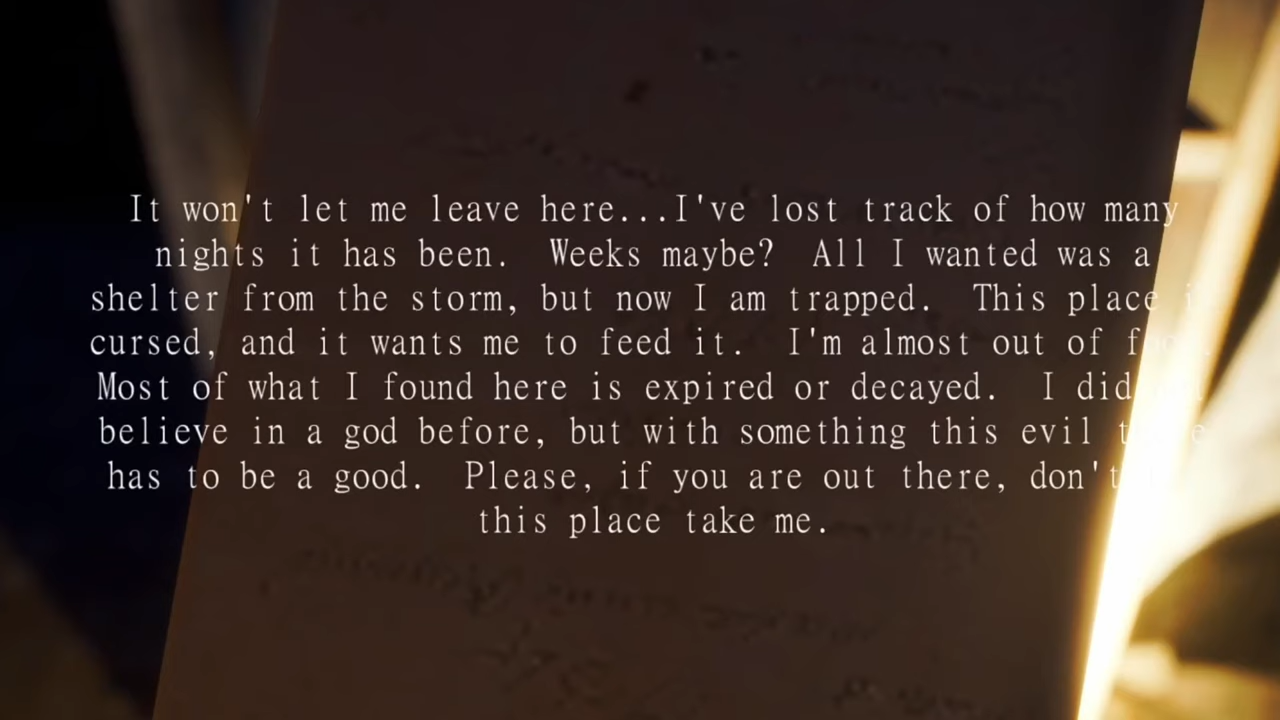 It won't let me leave here...I've lost track of how many
nights it has been.  Weeks maybe?  All I wanted was a
shelter from the storm, but now I am trapped.  This place
cursed, and it wants me to feed it.  I'm almost out of
Most of what I found here is expired or decayed.  I
believe in a god before, but with something this evil
has to be a good.  Please, if you are out there, don't
this place take me.